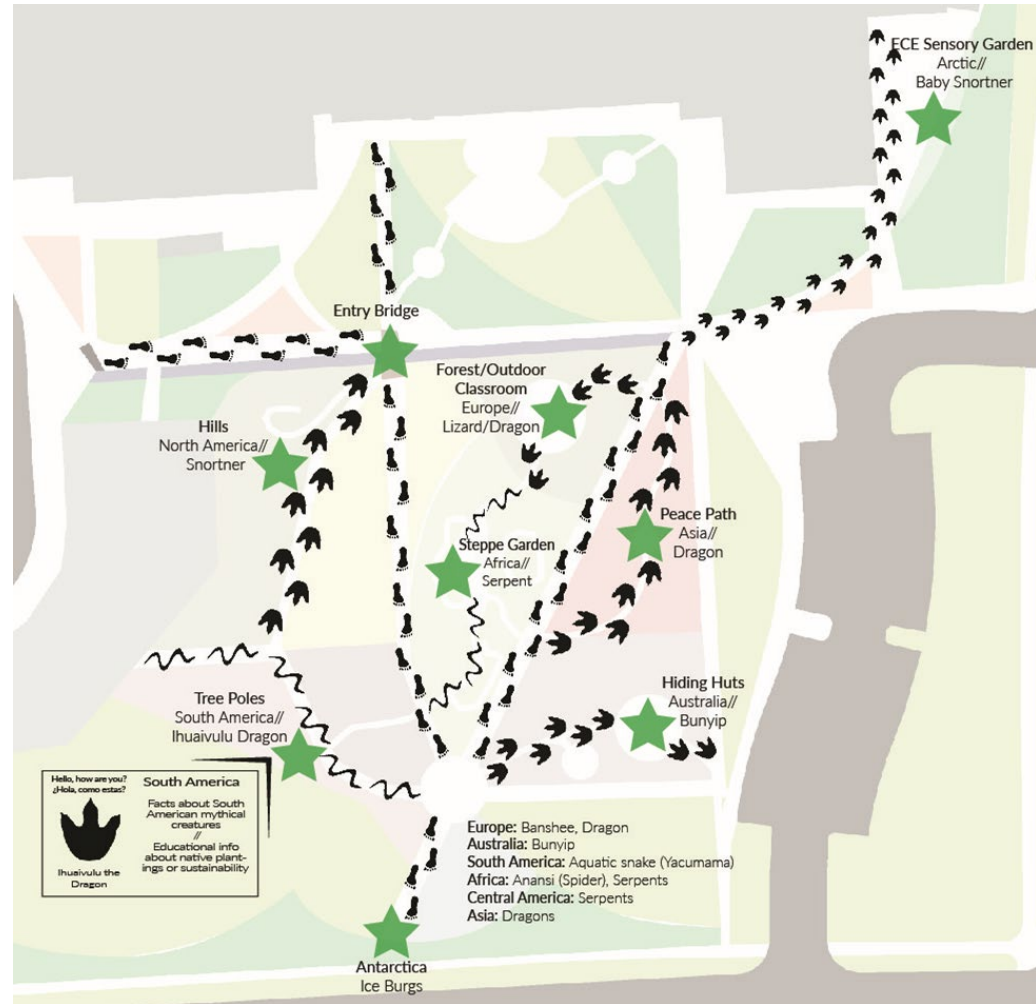 ECE Sensory Garden
Arctic//
Baby Snortner
Entry Bridge
Forest/Outdoor
Classroom
Europe//
Lizard/Dragon
Hills
North America//
Snortner
Peace Path
Asia//
Dragon
Steppe Garden
Africa//
Serpent
Hiding Huts
Australia//
Bunyip
Tree Poles
South America//
Ihuaivulu Dragon
Hello, how are you?
¿Hola, como estas?
Ihuaivulu the
Dragon
South America
Facts about South
American mythical
creatures
//
Educational info
about native plant-
ings or sustainability
Europe: Banshee, Dragon
Australia: Bunyip
South America: Aquatic snake (Yacumama)
Africa: Anansi (Spider), Serpents
Central America: Serpents
Asia: Dragons
Antarctica
Ice Burgs